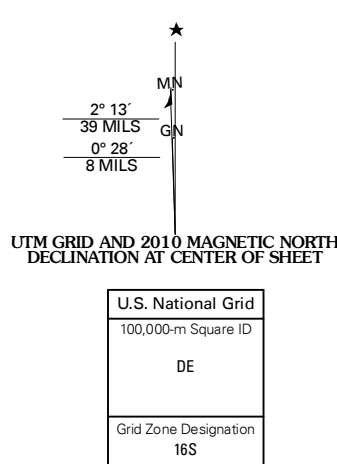 MN
2° 13´
39 MILS
GN
0° 28´
8 MILS
UTM GRID AND 2010 MAGNETIC NORTH
DECLINATION AT CENTER OF SHEET
U.S. National Grid
100,000-m Square ID
DE
Grid Zone Designation
16S